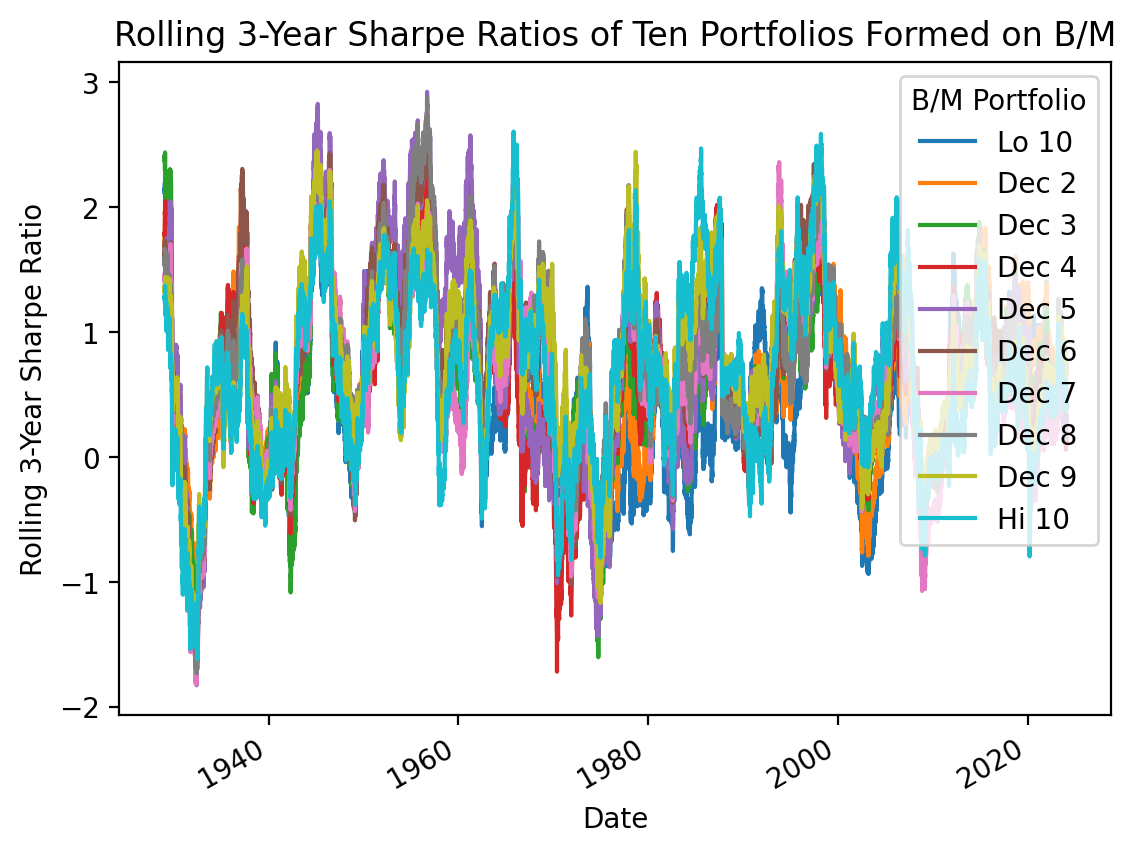 Rolling 3-Year Sharpe Ratios of Ten Portfolios Formed on B/M
Rolling 3-Year Sharpe Ratio
3
2
1
0
−1
−2
B/M Portfolio
Lo 10
Dec 2
Dec 3
Dec 4
Dec 5
Dec 6
Dec 7
Dec 8
Dec 9
Hi 10
1940
1960
1980
2000
2020
Date